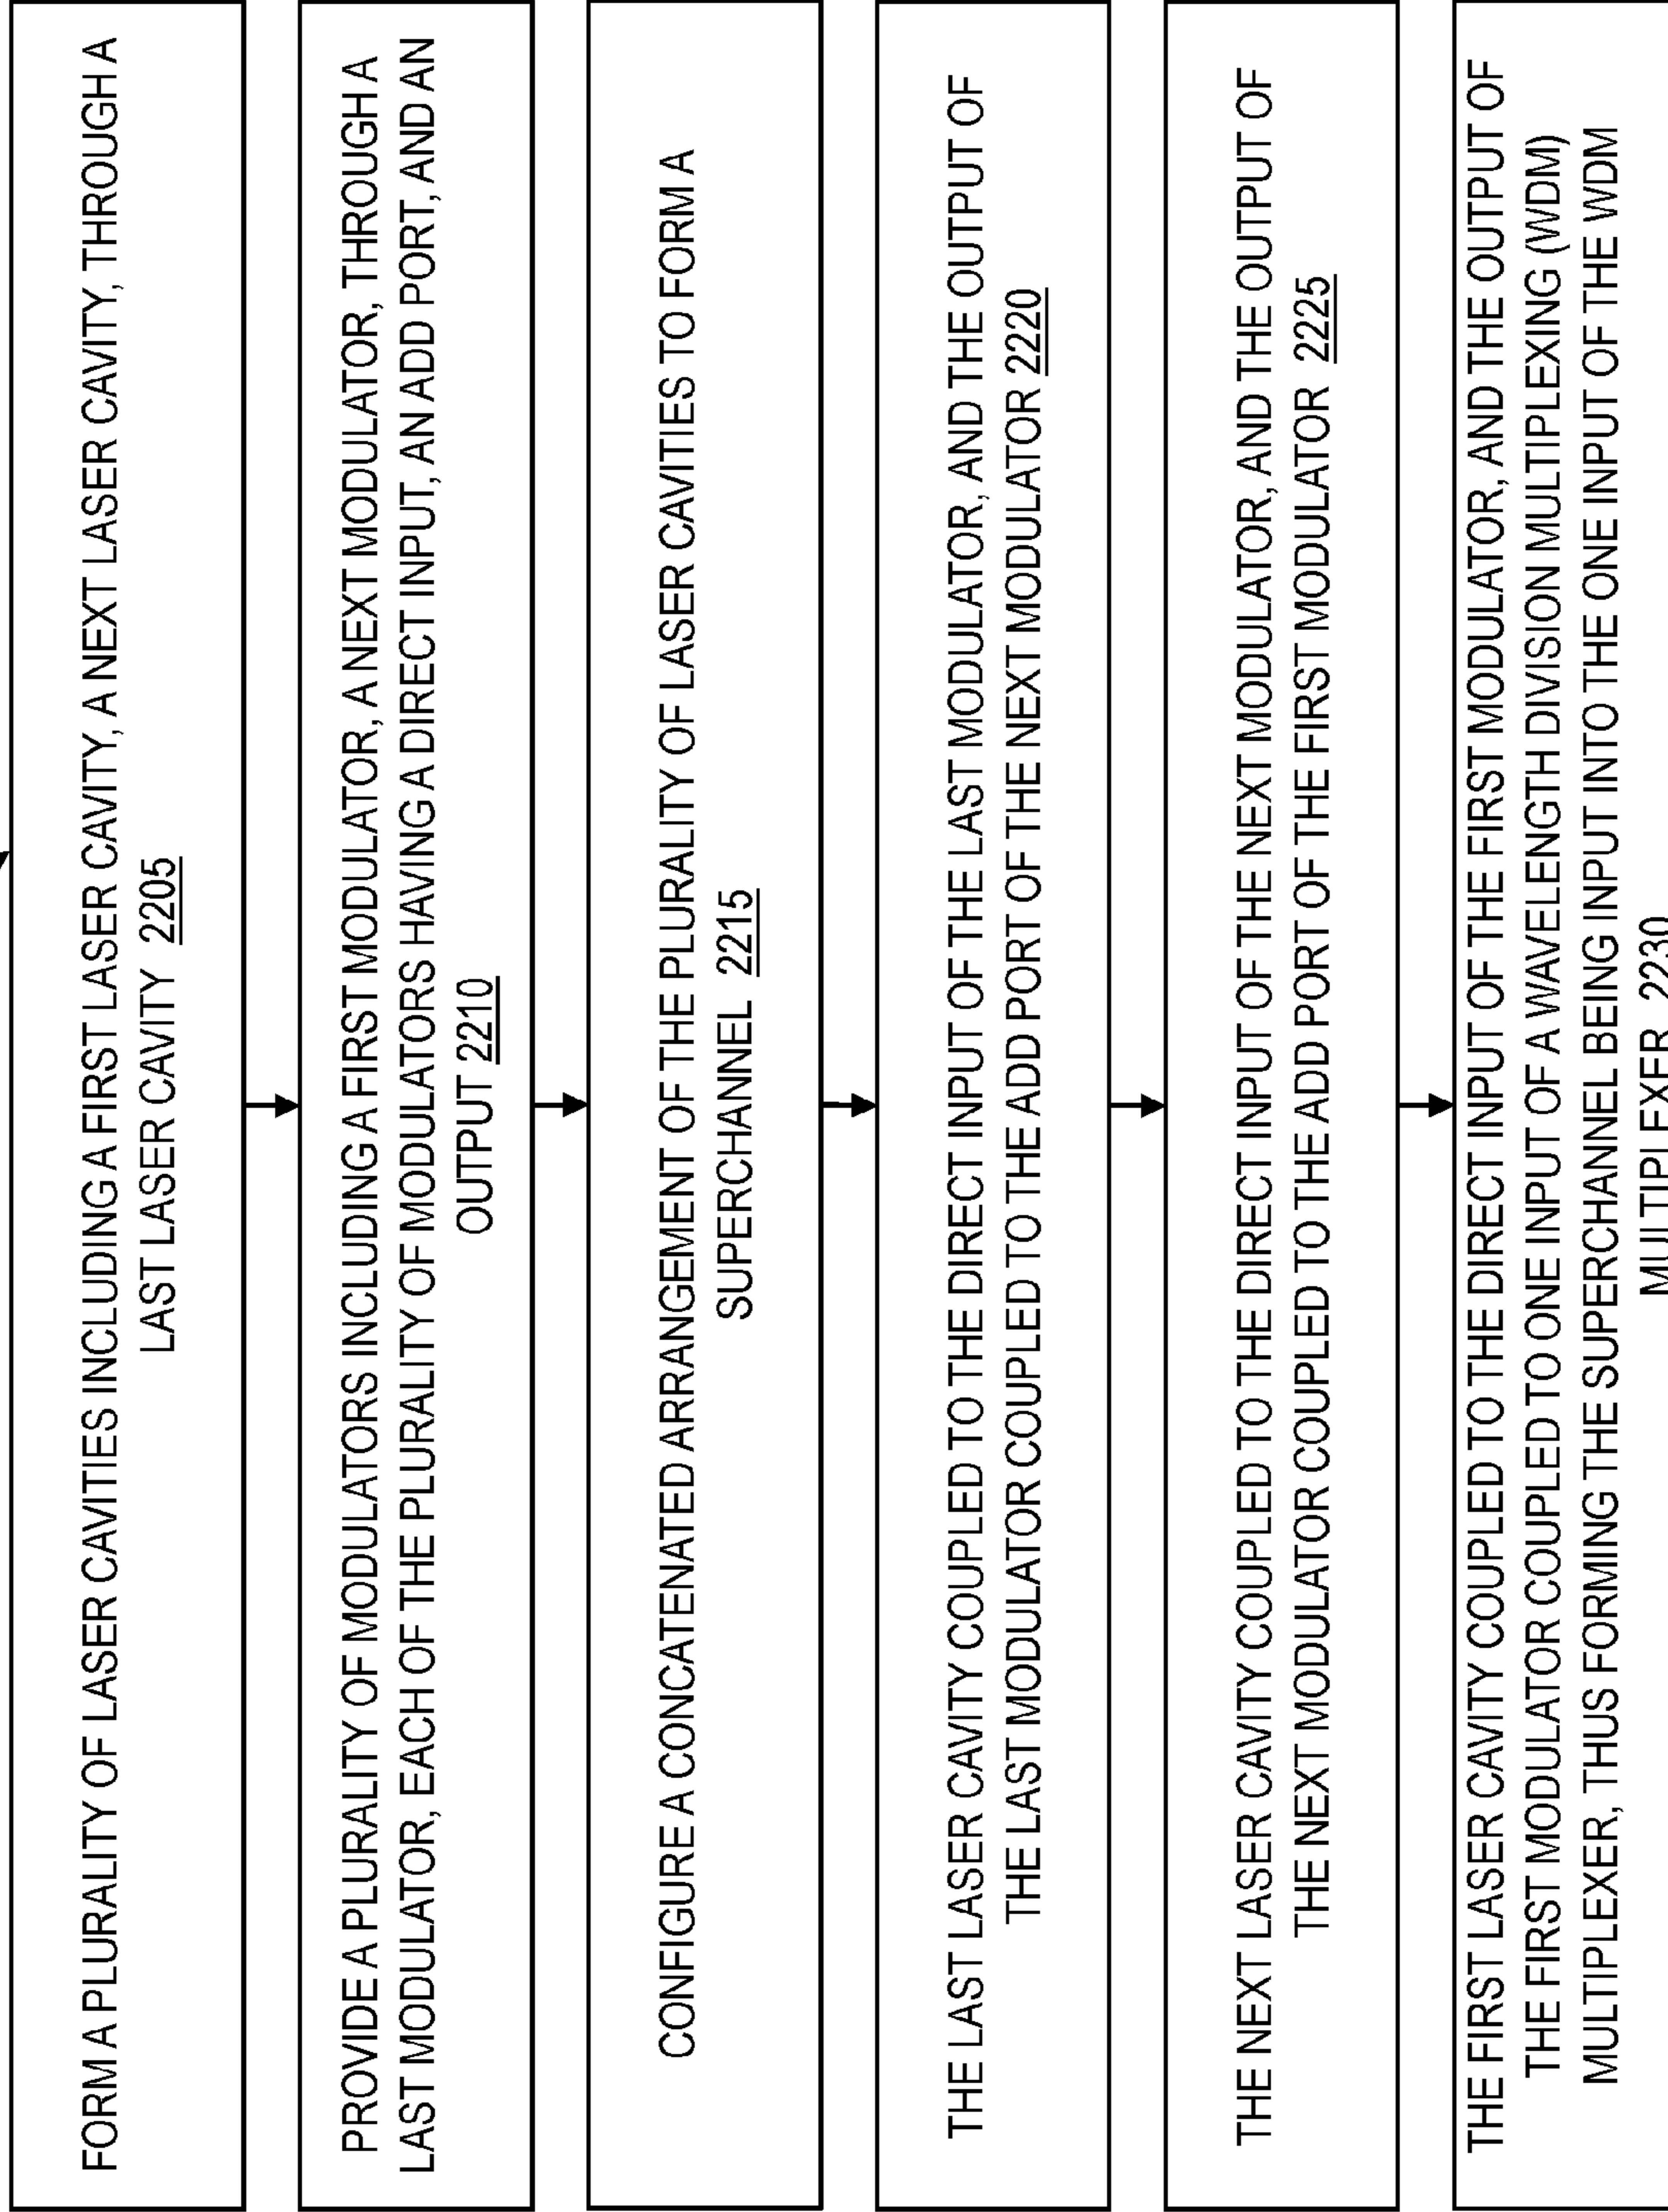 FORM A PLURALITY OF LASER CAVITIES INCLUDING A FIRST LASER CAVITY, A NEXT LASER CAVITY, THROUGH A
LAST LASER CAVITY 2205
PROVIDE A PLURALITY OF MODULATORS INCLUDING A FIRST MODULATOR, A NEXT MODULATOR, THROUGH A
LAST MODULATOR, EACH OF THE PLURALITY OF MODULATORS HAVING A DIRECT INPUT, AN ADD PORT, AND AN
OUTPUT 2210
CONFIGURE A CONCATENATED ARRANGEMENT OF THE PLURALITY OF LASER CAVITIES TO FORM A
SUPERCHANNEL 2215
THE LAST LASER CAVITY COUPLED TO THE DIRECT INPUT OF THE LAST MODULATOR, AND THE OUTPUT OF
THE LAST MODULATOR COUPLED TO THE ADD PORT OF THE NEXT MODULATOR 2220
THE NEXT LASER CAVITY COUPLED TO THE DIRECT INPUT OF THE NEXT MODULATOR, AND THE OUTPUT OF
THE NEXT MODULATOR COUPLED TO THE ADD PORT OF THE FIRST MODULATOR 2225
THE FIRST LASER CAVITY COUPLED TO THE DIRECT INPUT OF THE FIRST MODULATOR, AND THE OUTPUT OF
THE FIRST MODULATOR COUPLED TO ONE INPUT OF A WAVELENGTH DIVISION MULTIPLEXING (WDM)
MULTIPLEXER, THUS FORMING THE SUPERCHANNEL BEING INPUT INTO THE ONE INPUT OF THE WDM
MULTIPLEXER 2230